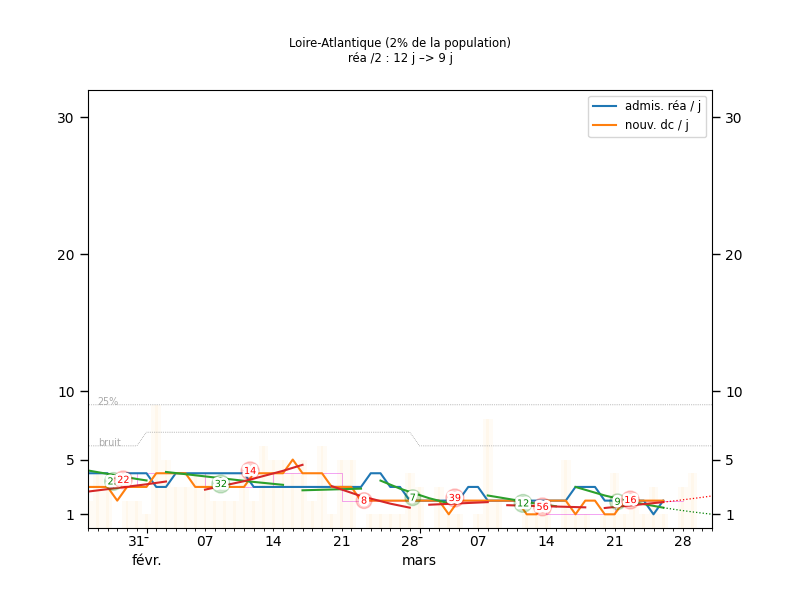 Loire-Atlantique (2% de la population)
réa /2 : 12 j –> 9 j
admis. réa / j
nouv. dc / j
30 30
20 20
10 10
25%
bruit
5 5
1 1
22
32
14
8
7
39
12
56
9
16
31 07 14 21 28 07 14 21 28
févr. mars